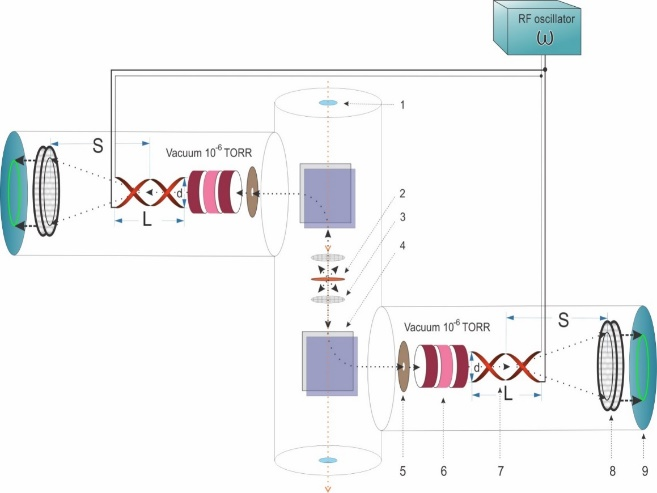 RF oscillator
ω
1
S
Vacuum 10⁻⁶ TORR
d
L
2
3
4
Vacuum 10⁻⁶ TORR
S
d
L
5 6 7 8 9